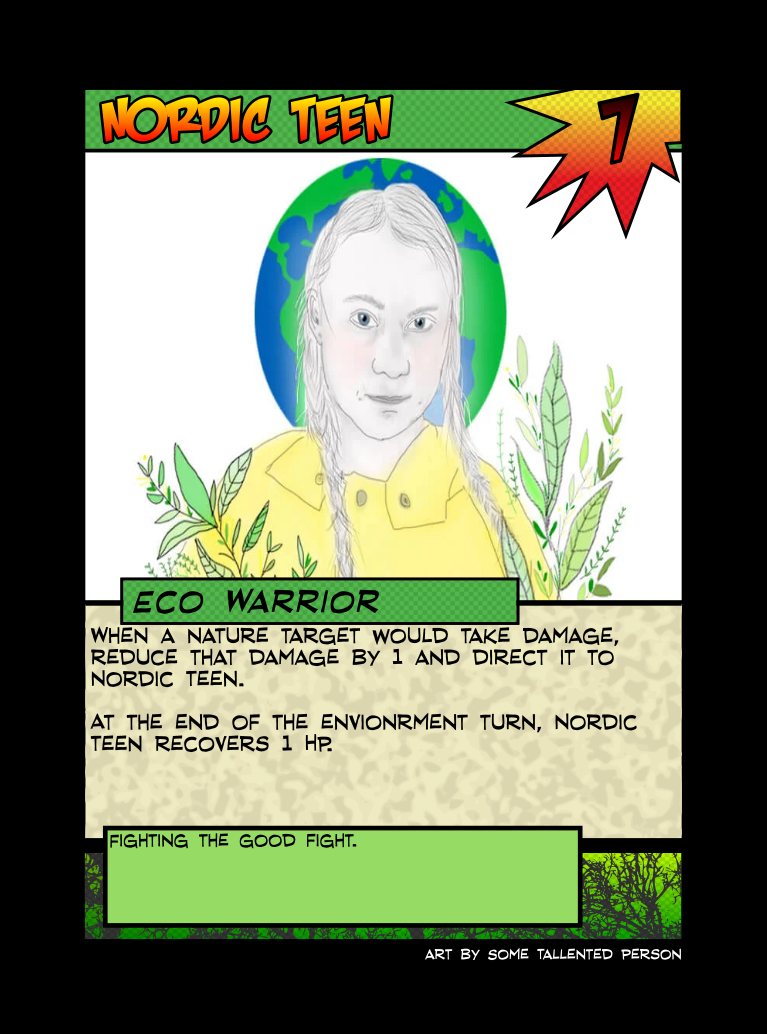 NORDIC TEEN
7
ECO WARRIOR
WHEN A NATURE TARGET WOULD TAKE DAMAGE,
REDUCE THAT DAMAGE BY 1 AND DIRECT IT TO
NORDIC TEEN.
AT THE END OF THE ENVIONRMENT TURN, NORDIC
TEEN RECOVERS 1 HP.
FIGHTING THE GOOD FIGHT.
ART BY SOME TALLENTED PERSON